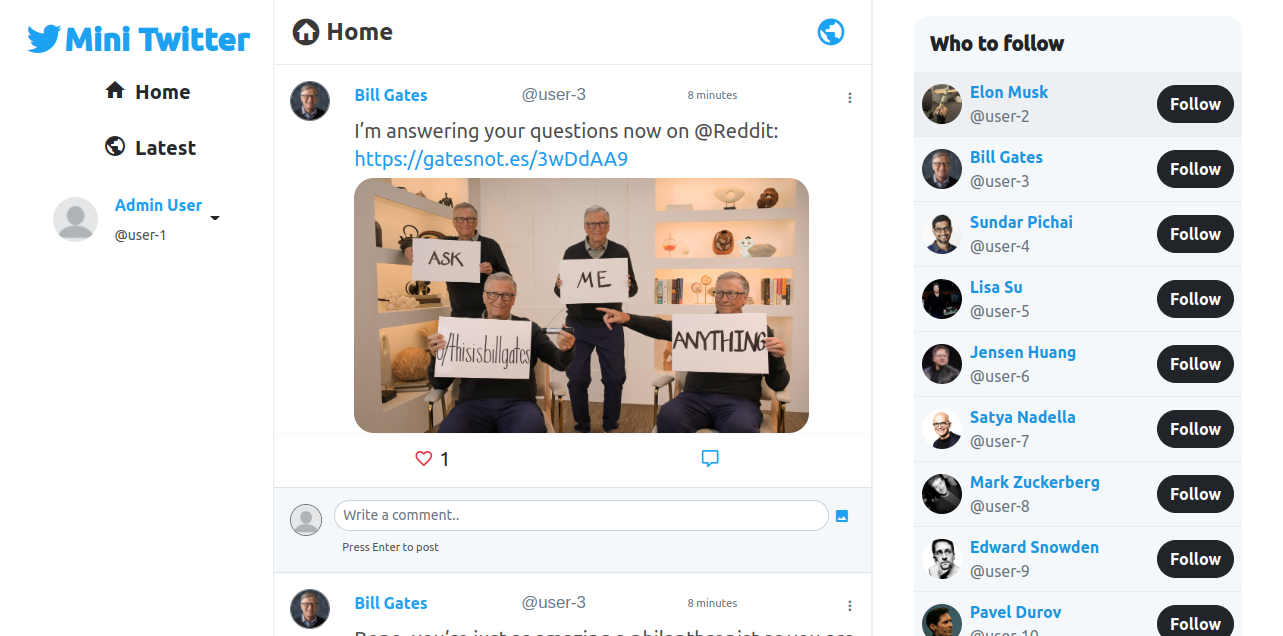 Mini Twitter
Home
Latest
Admin User
@user-1
Home
Bill Gates @user-3 8 minutes
I’m answering your questions now on @Reddit:
https://gatesnot.es/3wDdAA9
ASK
ME
/thisisbillgates
ANYTHING
1
Write a comment..
Press Enter to post
Bill Gates @user-3 8 minutes
Who to follow
Elon Musk
@user-2
Follow
Bill Gates
@user-3
Follow
Sundar Pichai
@user-4
Follow
Lisa Su
@user-5
Follow
Jensen Huang
@user-6
Follow
Satya Nadella
@user-7
Follow
Mark Zuckerberg
@user-8
Follow
Edward Snowden
@user-9
Follow
Pavel Durov
@user-10
Follow